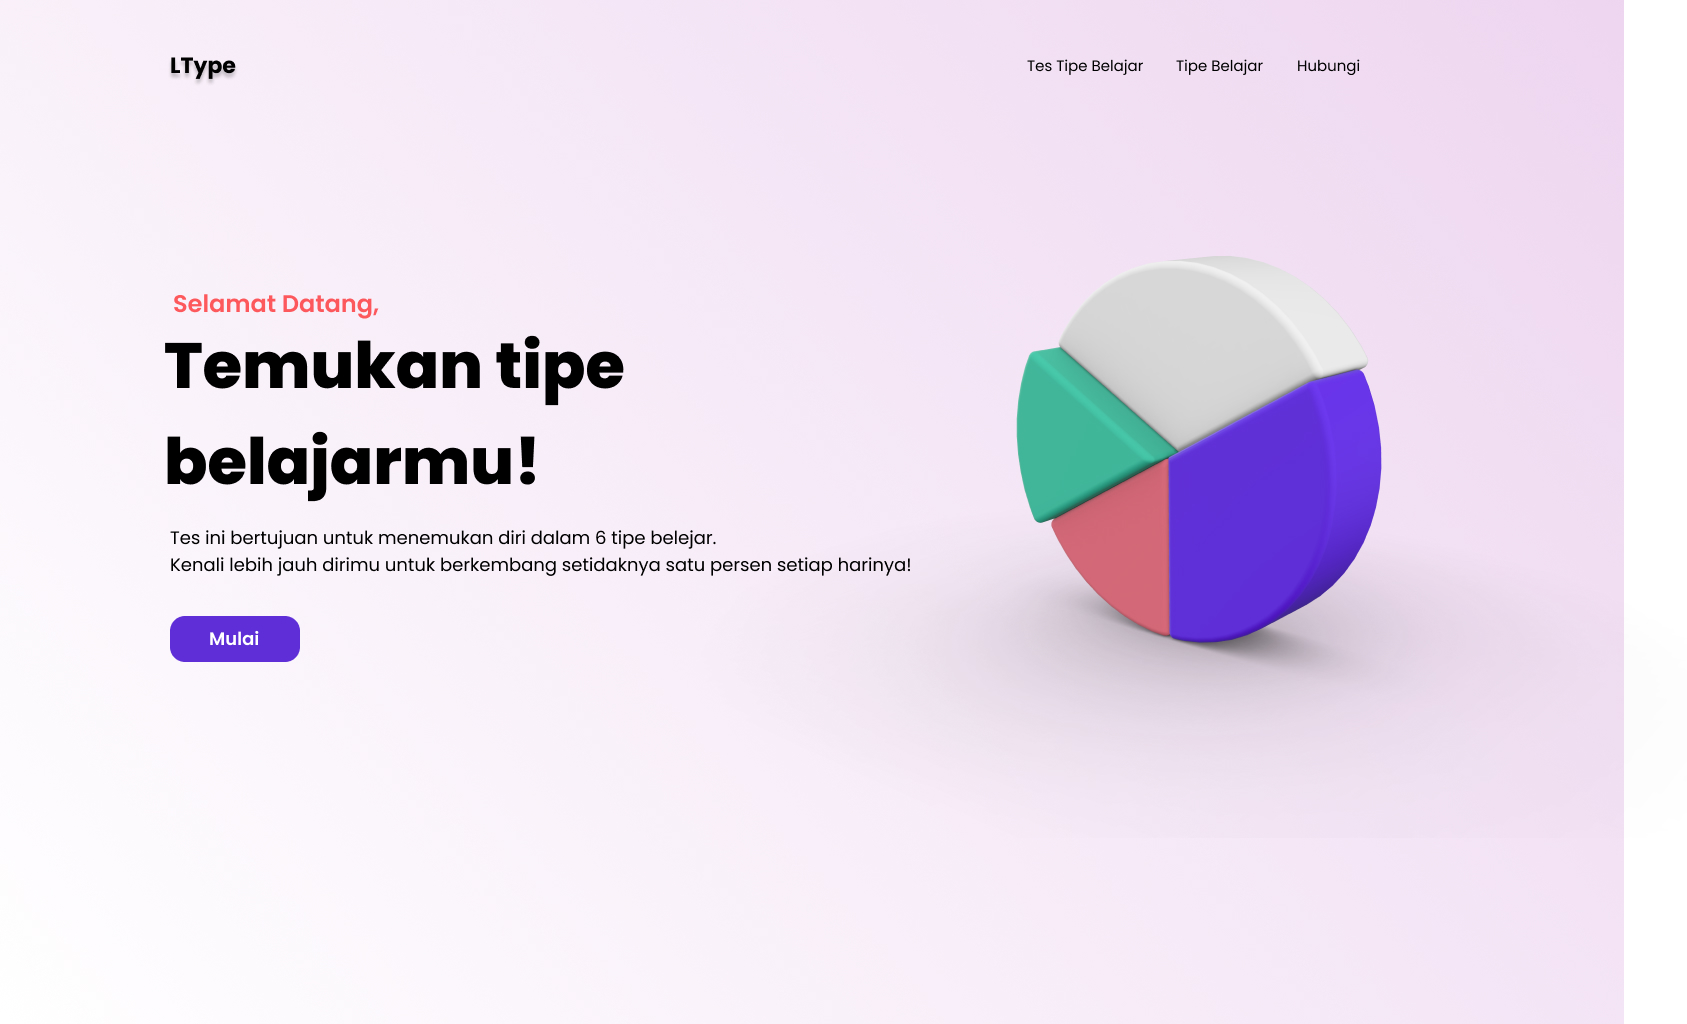 LType
Tes Tipe Belajar
Tipe Belajar
Hubungi
Selamat Datang,
Temukan tipe
belajarmu!
Tes ini bertujuan untuk menemukan diri dalam 6 tipe belejar.
Kenali lebih jauh dirimu untuk berkembang setidaknya satu persen setiap harinya!
Mulai